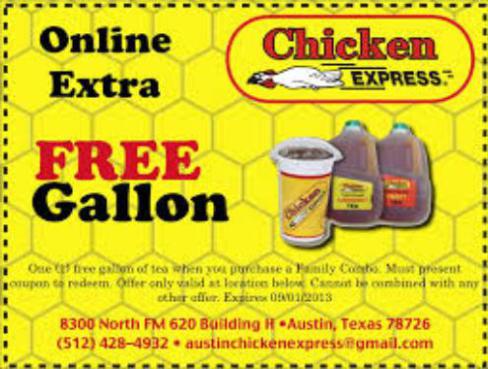 Online
Extra
Chicken
EXPRESS
FREE
Gallon
Chicken
TEA
One (1) free gallon of tea when you purchase a Family Combo. Must present
coupon to redeem. Offer only valid at location below. Cannot be combined with any
other offer. Expires 09/01/2013
8300 North FM 620 Building H •Austin, Texas 78726
(512) 428-4932 • austinchickenexpress@gmail.com